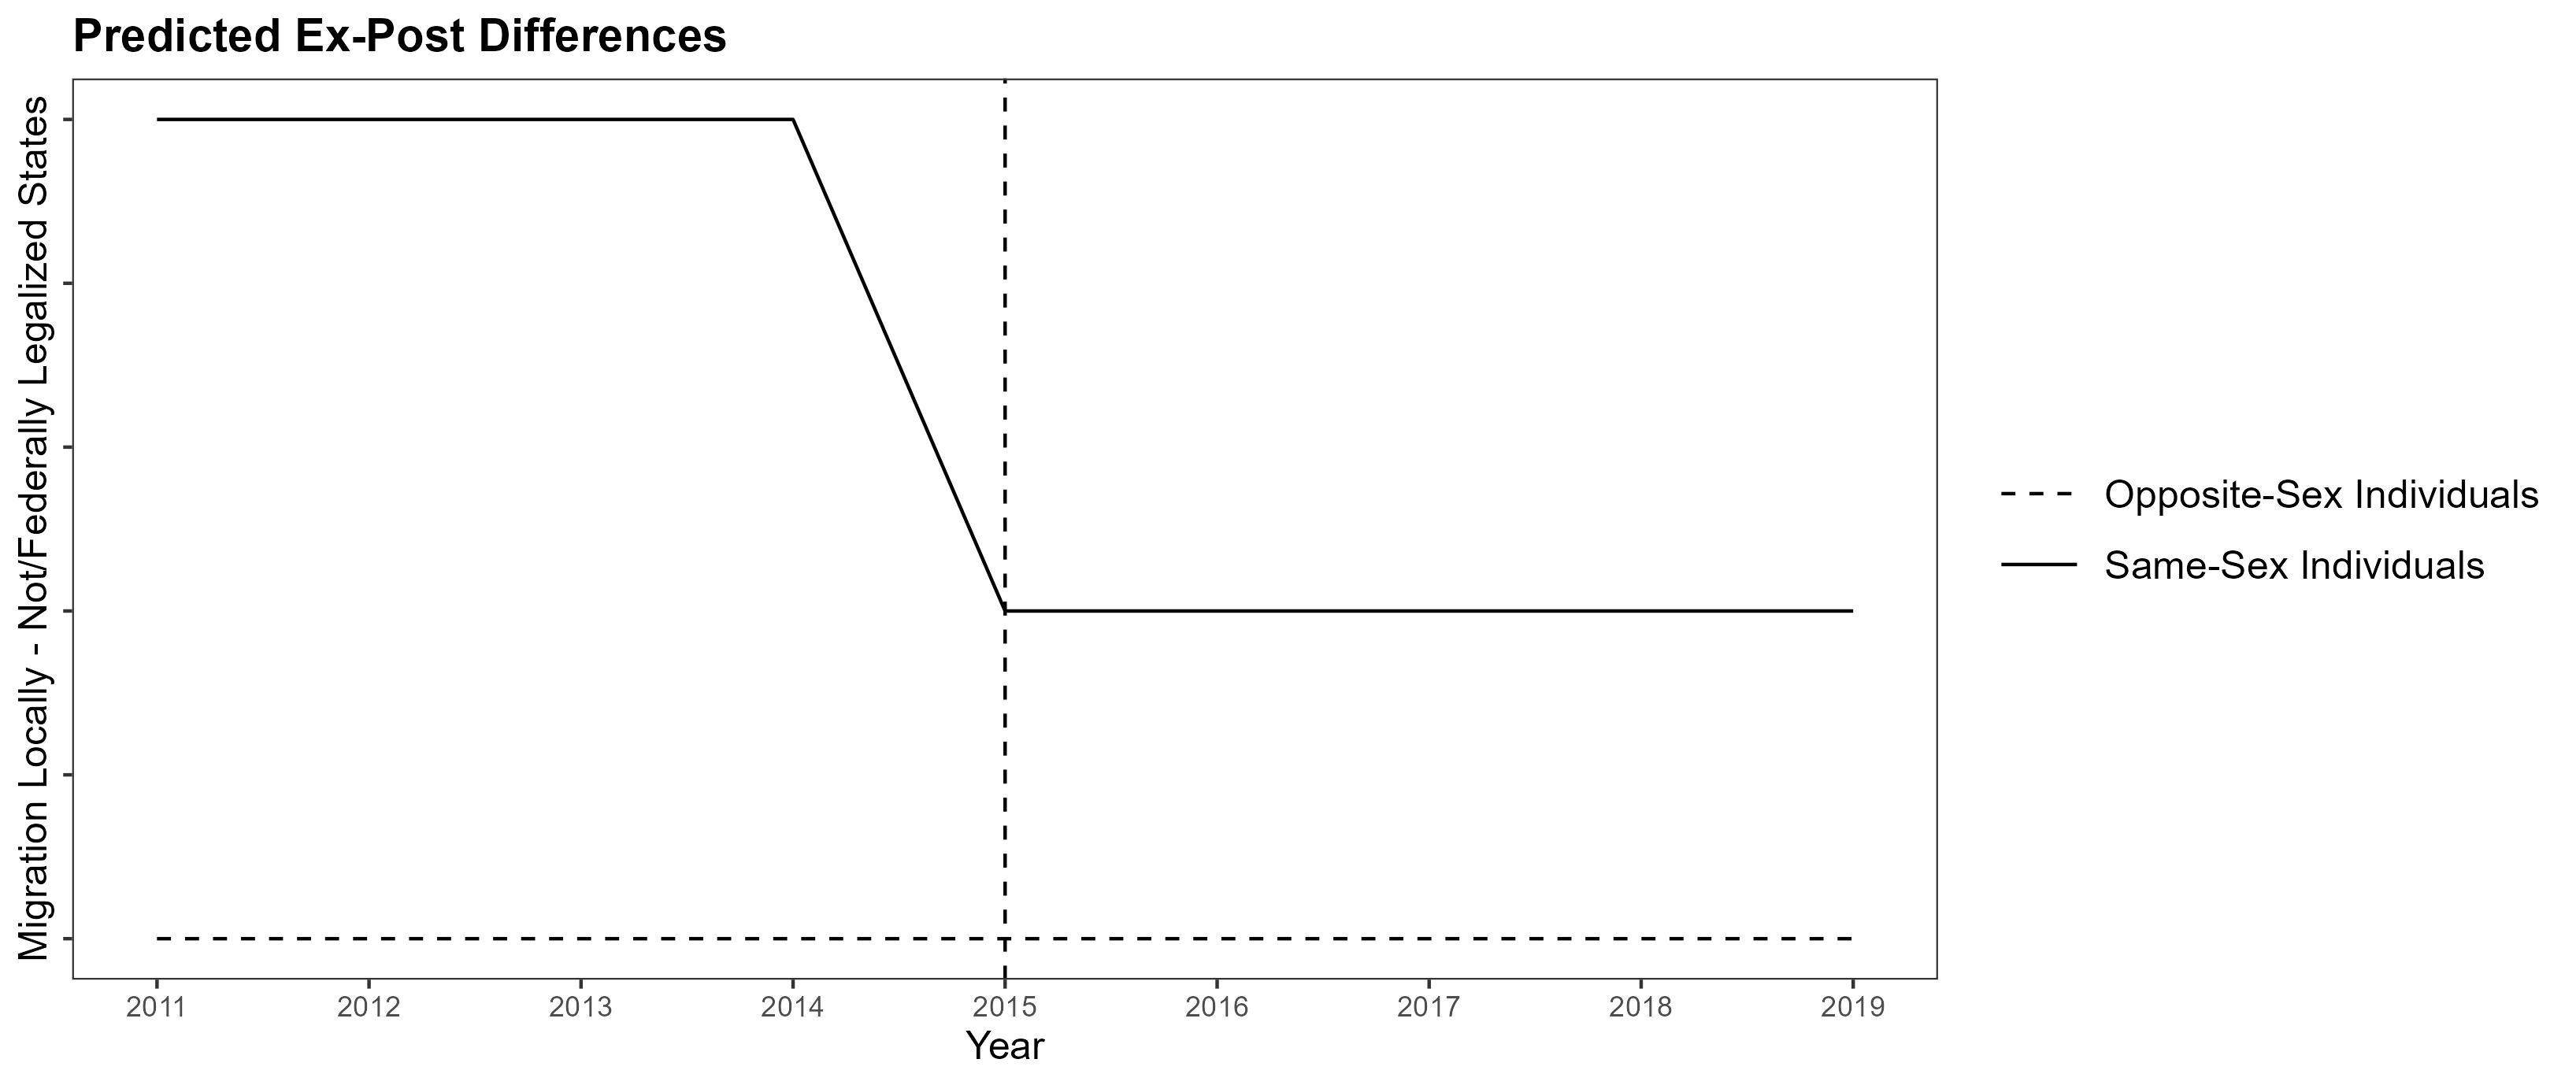 Predicted Ex-Post Differences
Migration Locally - Not/Federally Legalized States
2011 2012 2013 2014 2015 2016 2017 2018 2019
Year
Opposite-Sex Individuals
Same-Sex Individuals